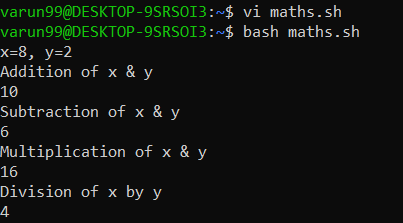 varun99@DESKTOP-9SRSOI3:~$ vi maths.sh
varun99@DESKTOP-9SRSOI3:~$ bash maths.sh
x=8, y=2
Addition of x & y
10
Subtraction of x & y
6
Multiplication of x & y
16
Division of x by y
4